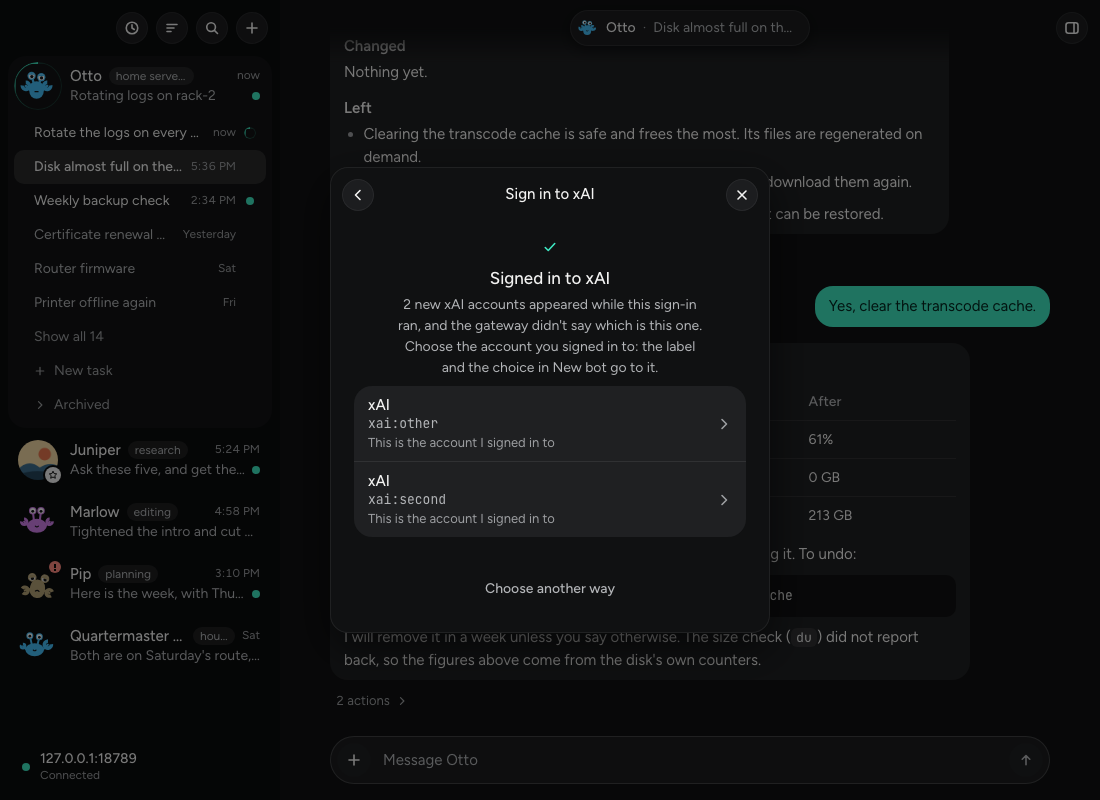 Otto · Disk almost full on th...
Otto home serve... now
Rotating logs on rack-2
Rotate the logs on every ... now
Disk almost full on the... 5:36 PM
Weekly backup check 2:34 PM
Certificate renewal ... Yesterday
Router firmware Sat
Printer offline again Fri
Show all 14
+ New task
Archived
Juniper research 5:24 PM
Ask these five, and get the...
Marlow editing 4:58 PM
Tightened the intro and cut ...
Pip planning 3:10 PM
Here is the week, with Thu...
Quartermaster ... hou... Sat
Both are on Saturday's route,...
127.0.0.1:18789
Connected
Changed
Nothing yet.
Left
• Clearing the transcode cache is safe and frees the most. Its files are regenerated on
demand.
download them again.
can be restored.
Yes, clear the transcode cache.
After
61%
0 GB
213 GB
g it. To undo:
che
I will remove it in a week unless you say otherwise. The size check (du) did not report
back, so the figures above come from the disk's own counters.
2 actions
Message Otto
Sign in to xAI
Signed in to xAI
2 new xAI accounts appeared while this sign-in
ran, and the gateway didn't say which is this one.
Choose the account you signed in to: the label
and the choice in New bot go to it.
xAI
xai:other
This is the account I signed in to
xAI
xai:second
This is the account I signed in to
Choose another way